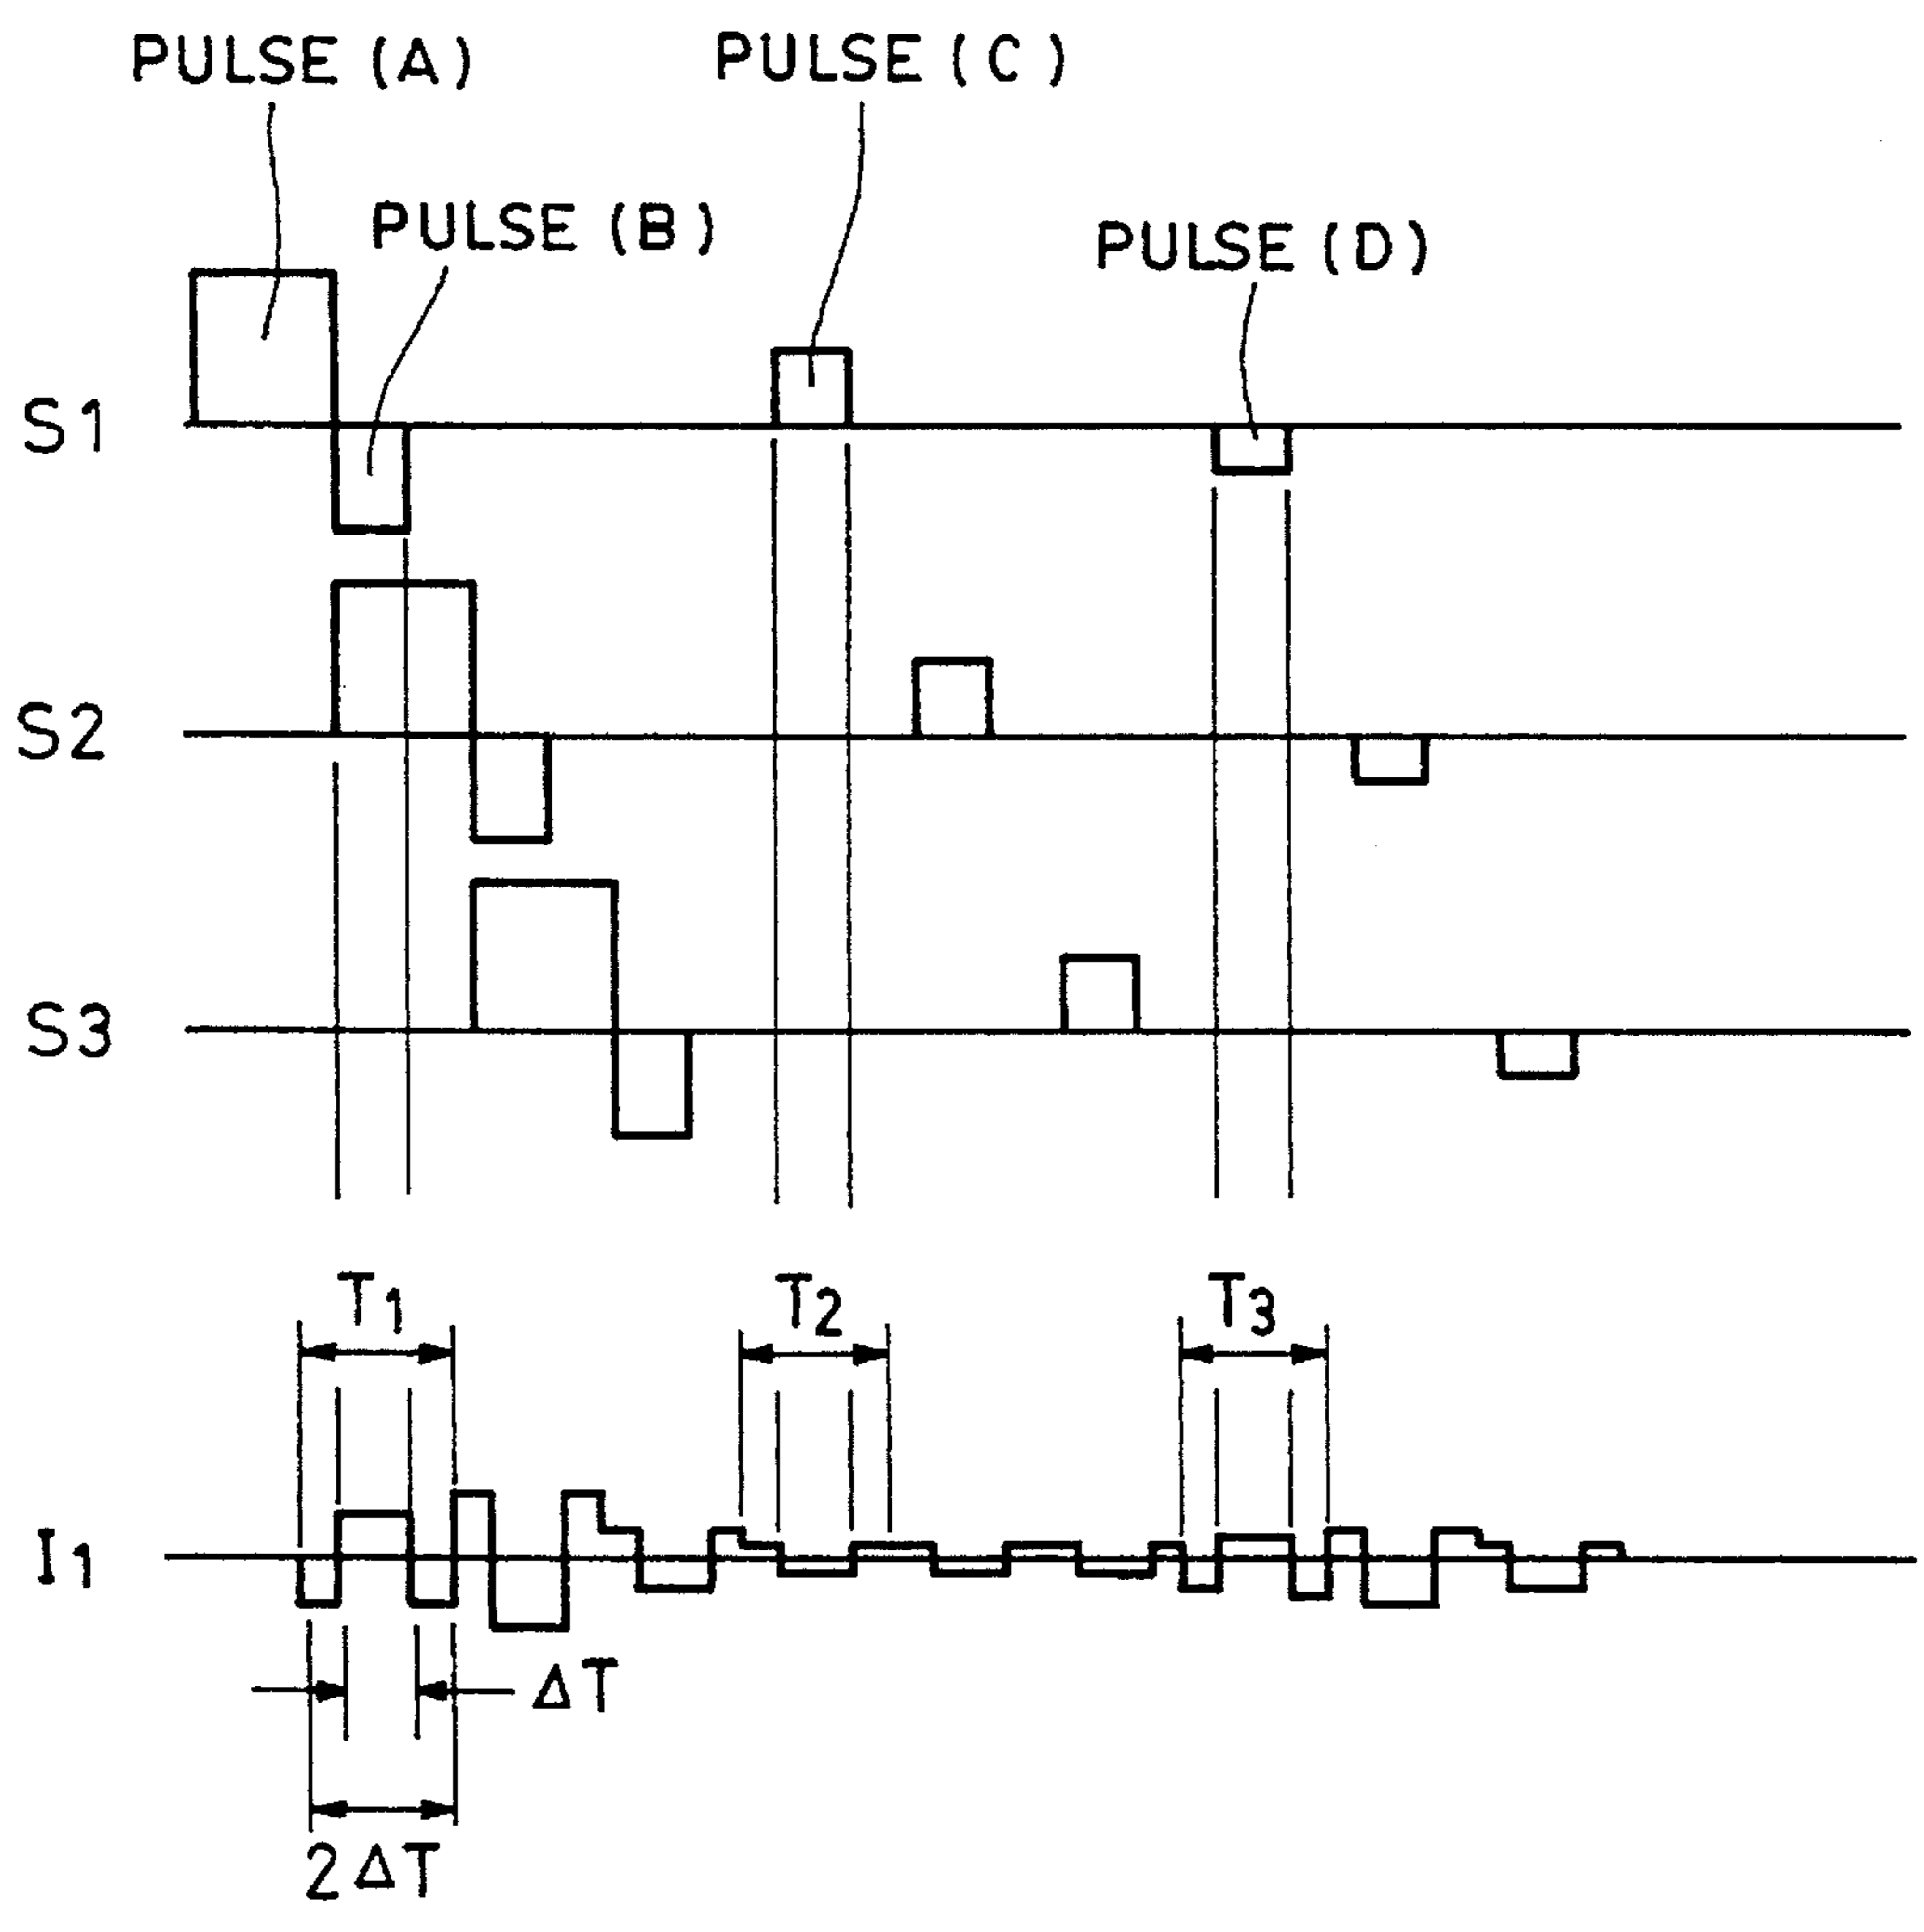 PULSE (A)
PULSE (C)
PULSE (B)
PULSE (D)
S1
S2
S3
T1
T2
T3
I1
ΔT
2ΔT